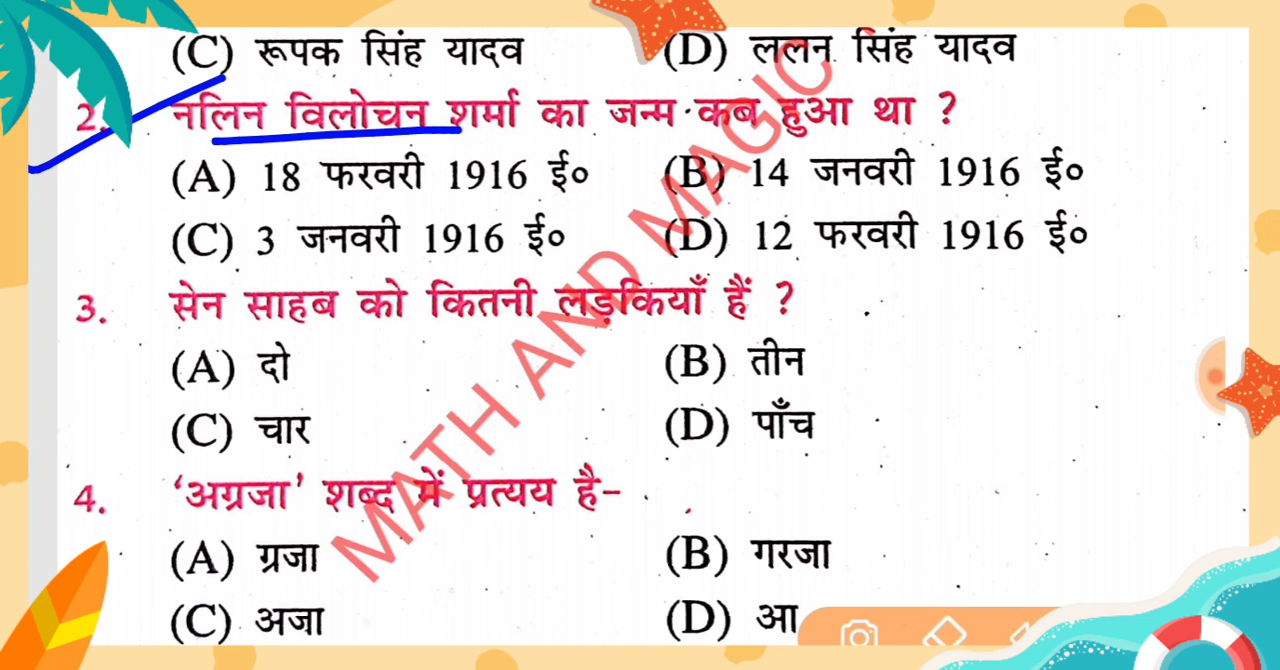 (C) रूपक सिंह यादव (D) ललन सिंह यादव
2. नलिन विलोचन शर्मा का जन्म कब हुआ था ?
(A) 18 फरवरी 1916 ई० (B) 14 जनवरी 1916 ई०
(C) 3 जनवरी 1916 ई० (D) 12 फरवरी 1916 ई०
3. सेन साहब को कितनी लड़कियाँ हैं ?
(A) दो (B) तीन
(C) चार (D) पाँच
4. ‘अग्रजा’ शब्द में प्रत्यय है-
(A) ग्रजा (B) गरजा
(C) अजा (D) आ
MATH AND MAGIC